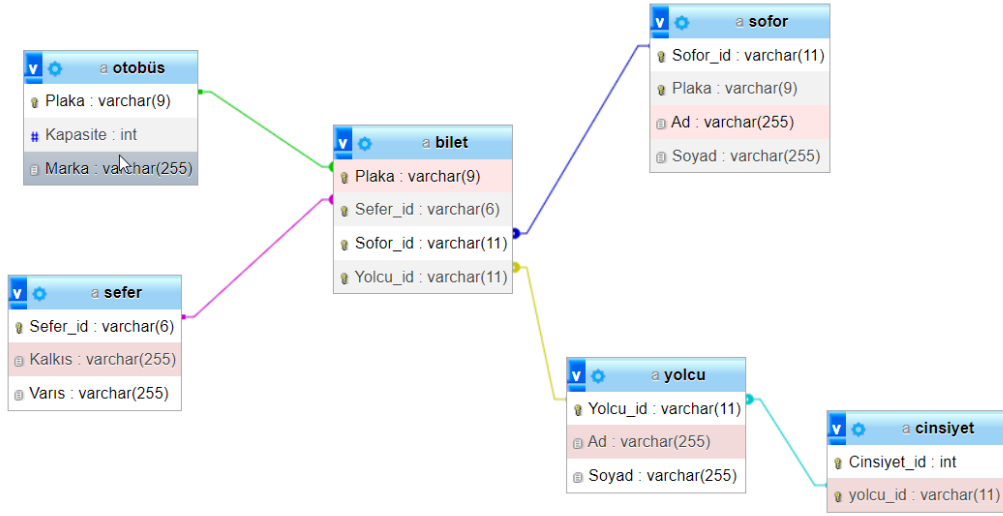 v a otobüs
Plaka : varchar(9)
# Kapasite : int
Marka : varchar(255)
v a sefer
Sefer_id : varchar(6)
Kalkıs : varchar(255)
Varıs : varchar(255)
v a bilet
Plaka : varchar(9)
Sefer_id : varchar(6)
Sofor_id : varchar(11)
Yolcu_id : varchar(11)
v a sofor
Sofor_id : varchar(11)
Plaka : varchar(9)
Ad : varchar(255)
Soyad : varchar(255)
v a yolcu
Yolcu_id : varchar(11)
Ad : varchar(255)
Soyad : varchar(255)
v a cinsiyet
Cinsiyet_id : int
yolcu_id : varchar(11)